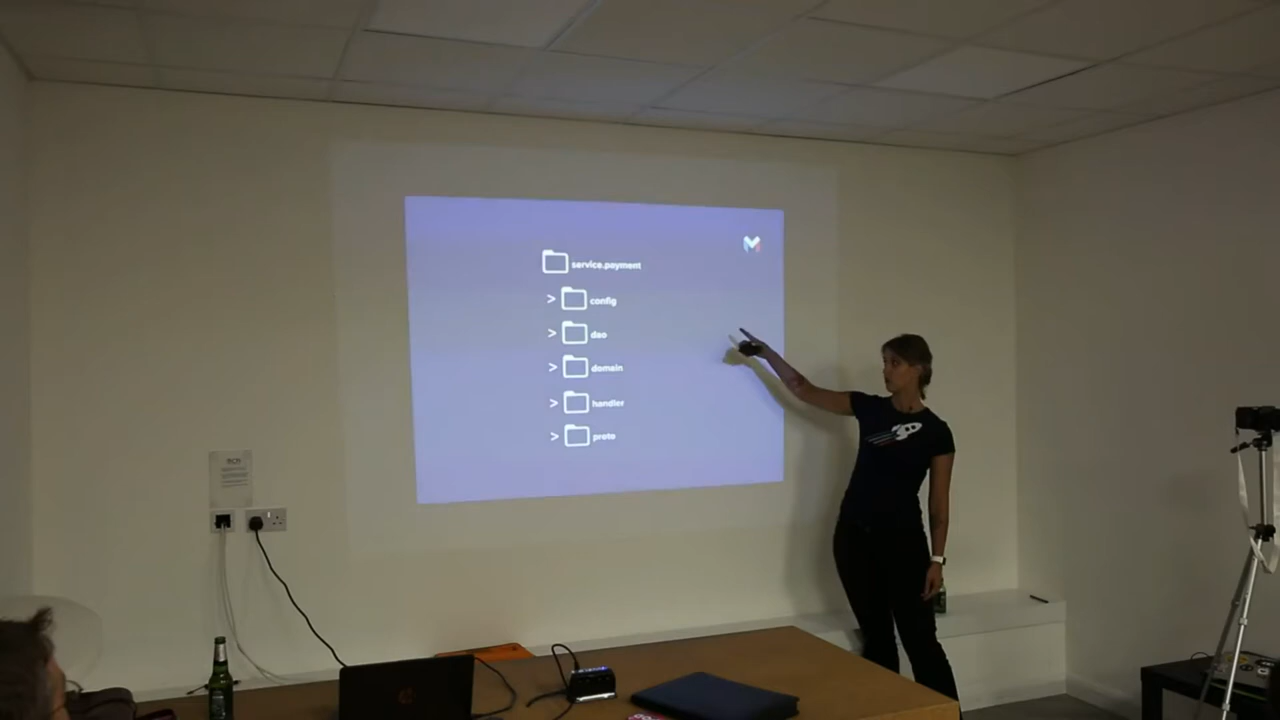 service.payment
> config
> dao
> domain
> handler
> proto